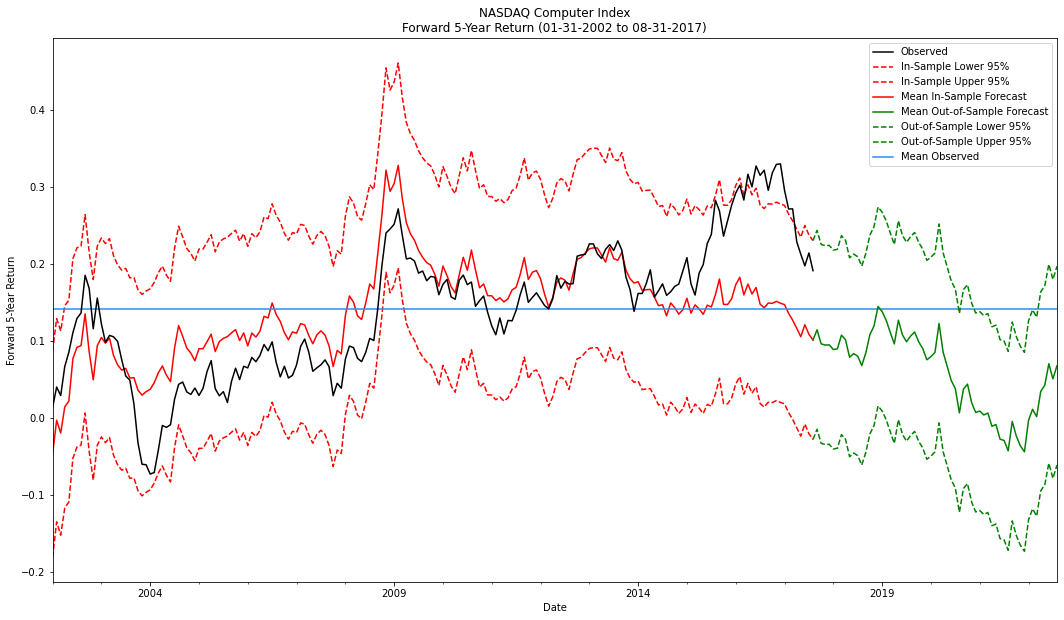 NASDAQ Computer Index
Forward 5-Year Return (01-31-2002 to 08-31-2017)
Observed
In-Sample Lower 95%
In-Sample Upper 95%
Mean In-Sample Forecast
Mean Out-of-Sample Forecast
Out-of-Sample Lower 95%
Out-of-Sample Upper 95%
Mean Observed
Forward 5-Year Return
0.4
0.3
0.2
0.1
0.0
−0.1
−0.2
2004
2009
2014
2019
Date